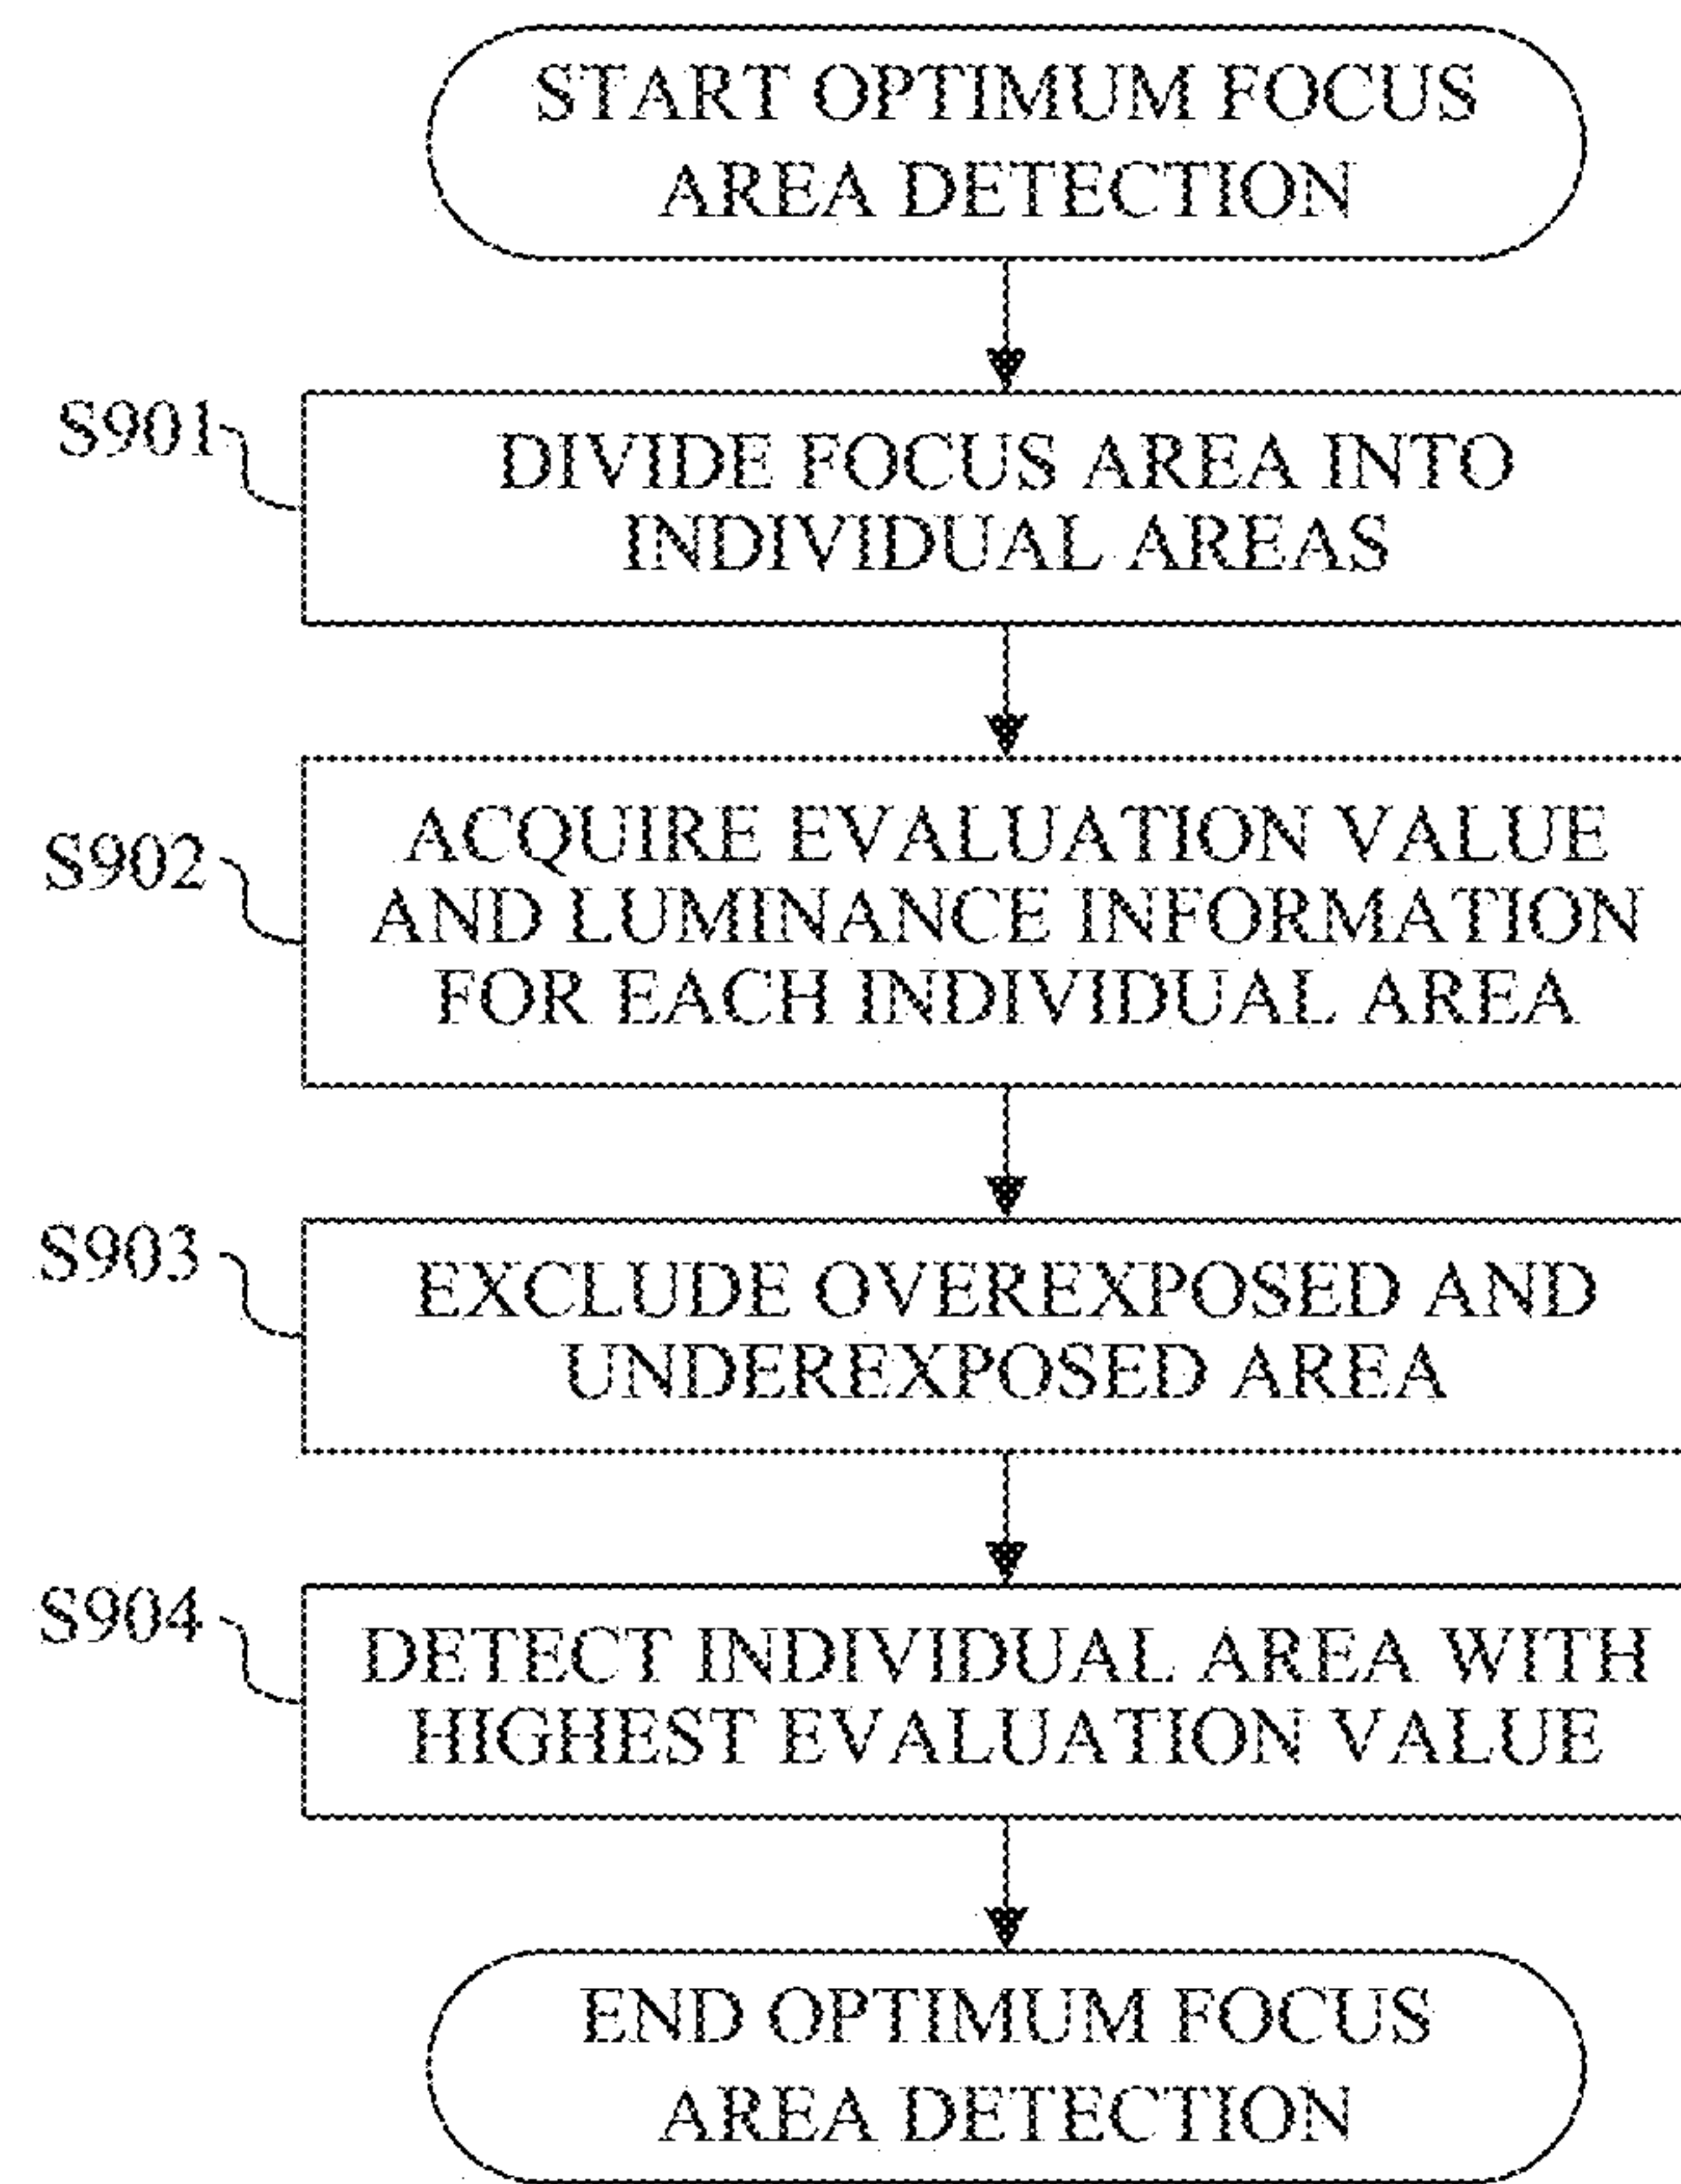 START OPTIMUM FOCUS
AREA DETECTION
S901
DIVIDE FOCUS AREA INTO
INDIVIDUAL AREAS
S902
ACQUIRE EVALUATION VALUE
AND LUMINANCE INFORMATION
FOR EACH INDIVIDUAL AREA
S903
EXCLUDE OVEREXPOSED AND
UNDEREXPOSED AREA
S904
DETECT INDIVIDUAL AREA WITH
HIGHEST EVALUATION VALUE
END OPTIMUM FOCUS
AREA DETECTION